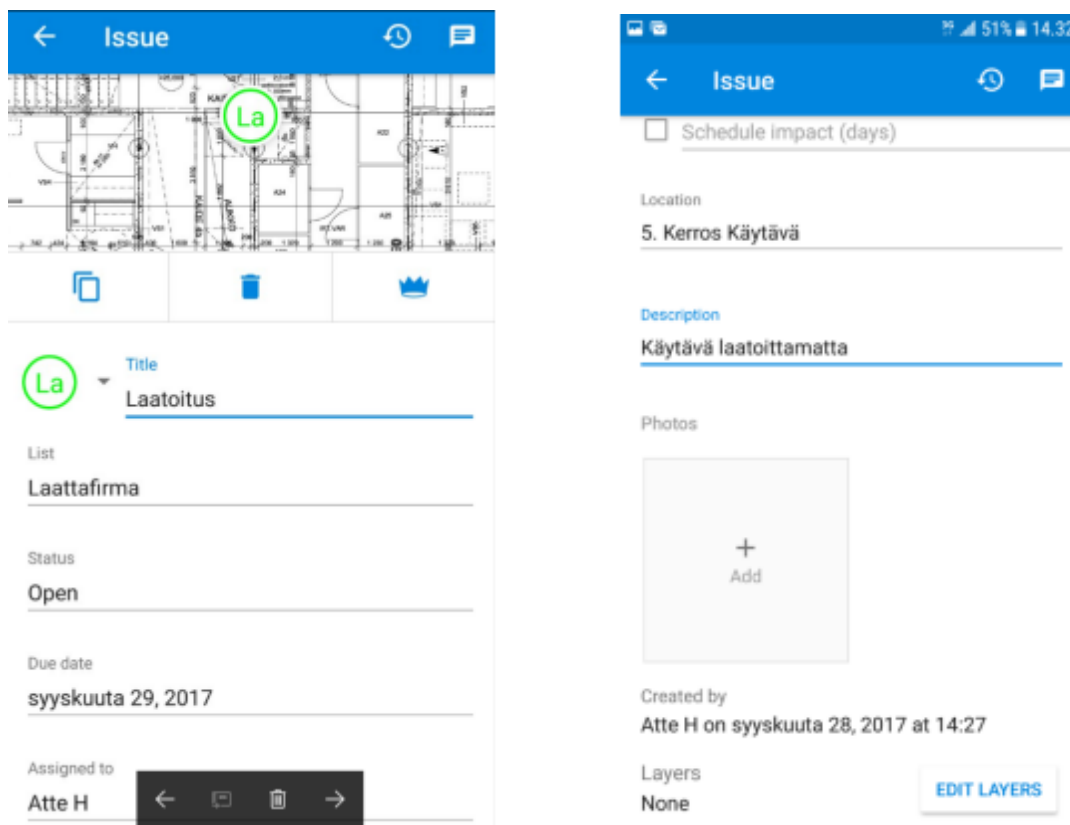 Issue
La
La
Title
Laatoitus
List
Laattafirma
Status
Open
Due date
syyskuuta 29, 2017
Assigned to
Atte H
51% 14.32
Issue
Schedule impact (days)
Location
5. Kerros Käytävä
Description
Käytävä laatoittamatta
Photos
+
Add
Created by
Atte H on syyskuuta 28, 2017 at 14:27
Layers
None
EDIT LAYERS